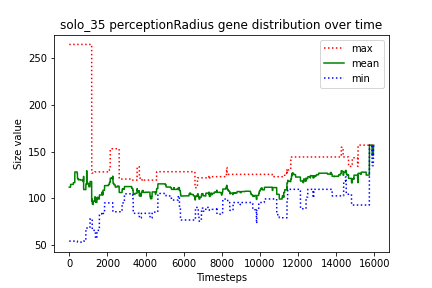 solo_35 perceptionRadius gene distribution over time
max
mean
min
Size value
250
200
150
100
50
0 2000 4000 6000 8000 10000 12000 14000 16000
Timesteps